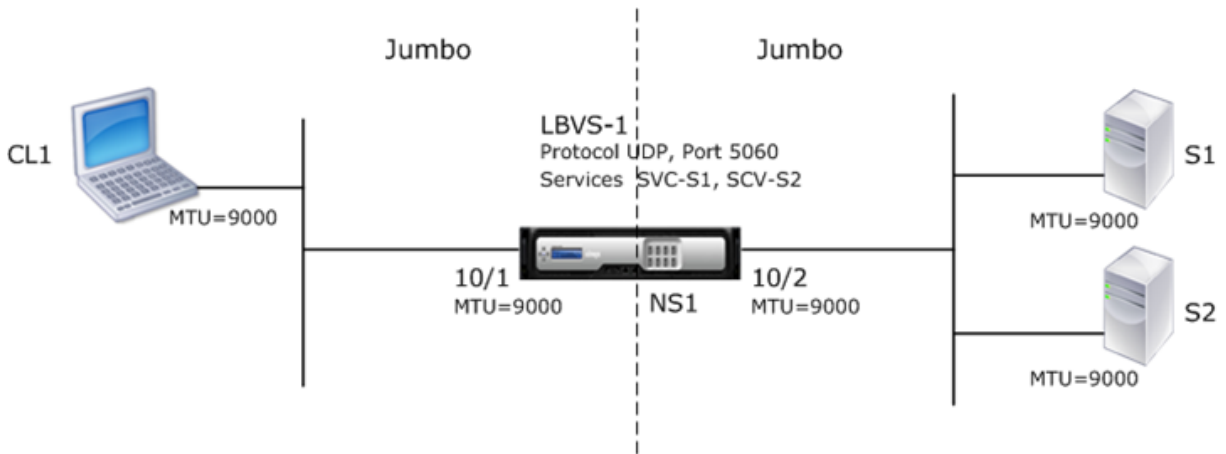 Jumbo
Jumbo
LBVS-1
Protocol UDP, Port 5060
Services SVC-S1, SCV-S2
CL1
MTU=9000
S1
MTU=9000
10/1
MTU=9000
NS1
10/2
MTU=9000
S2
MTU=9000